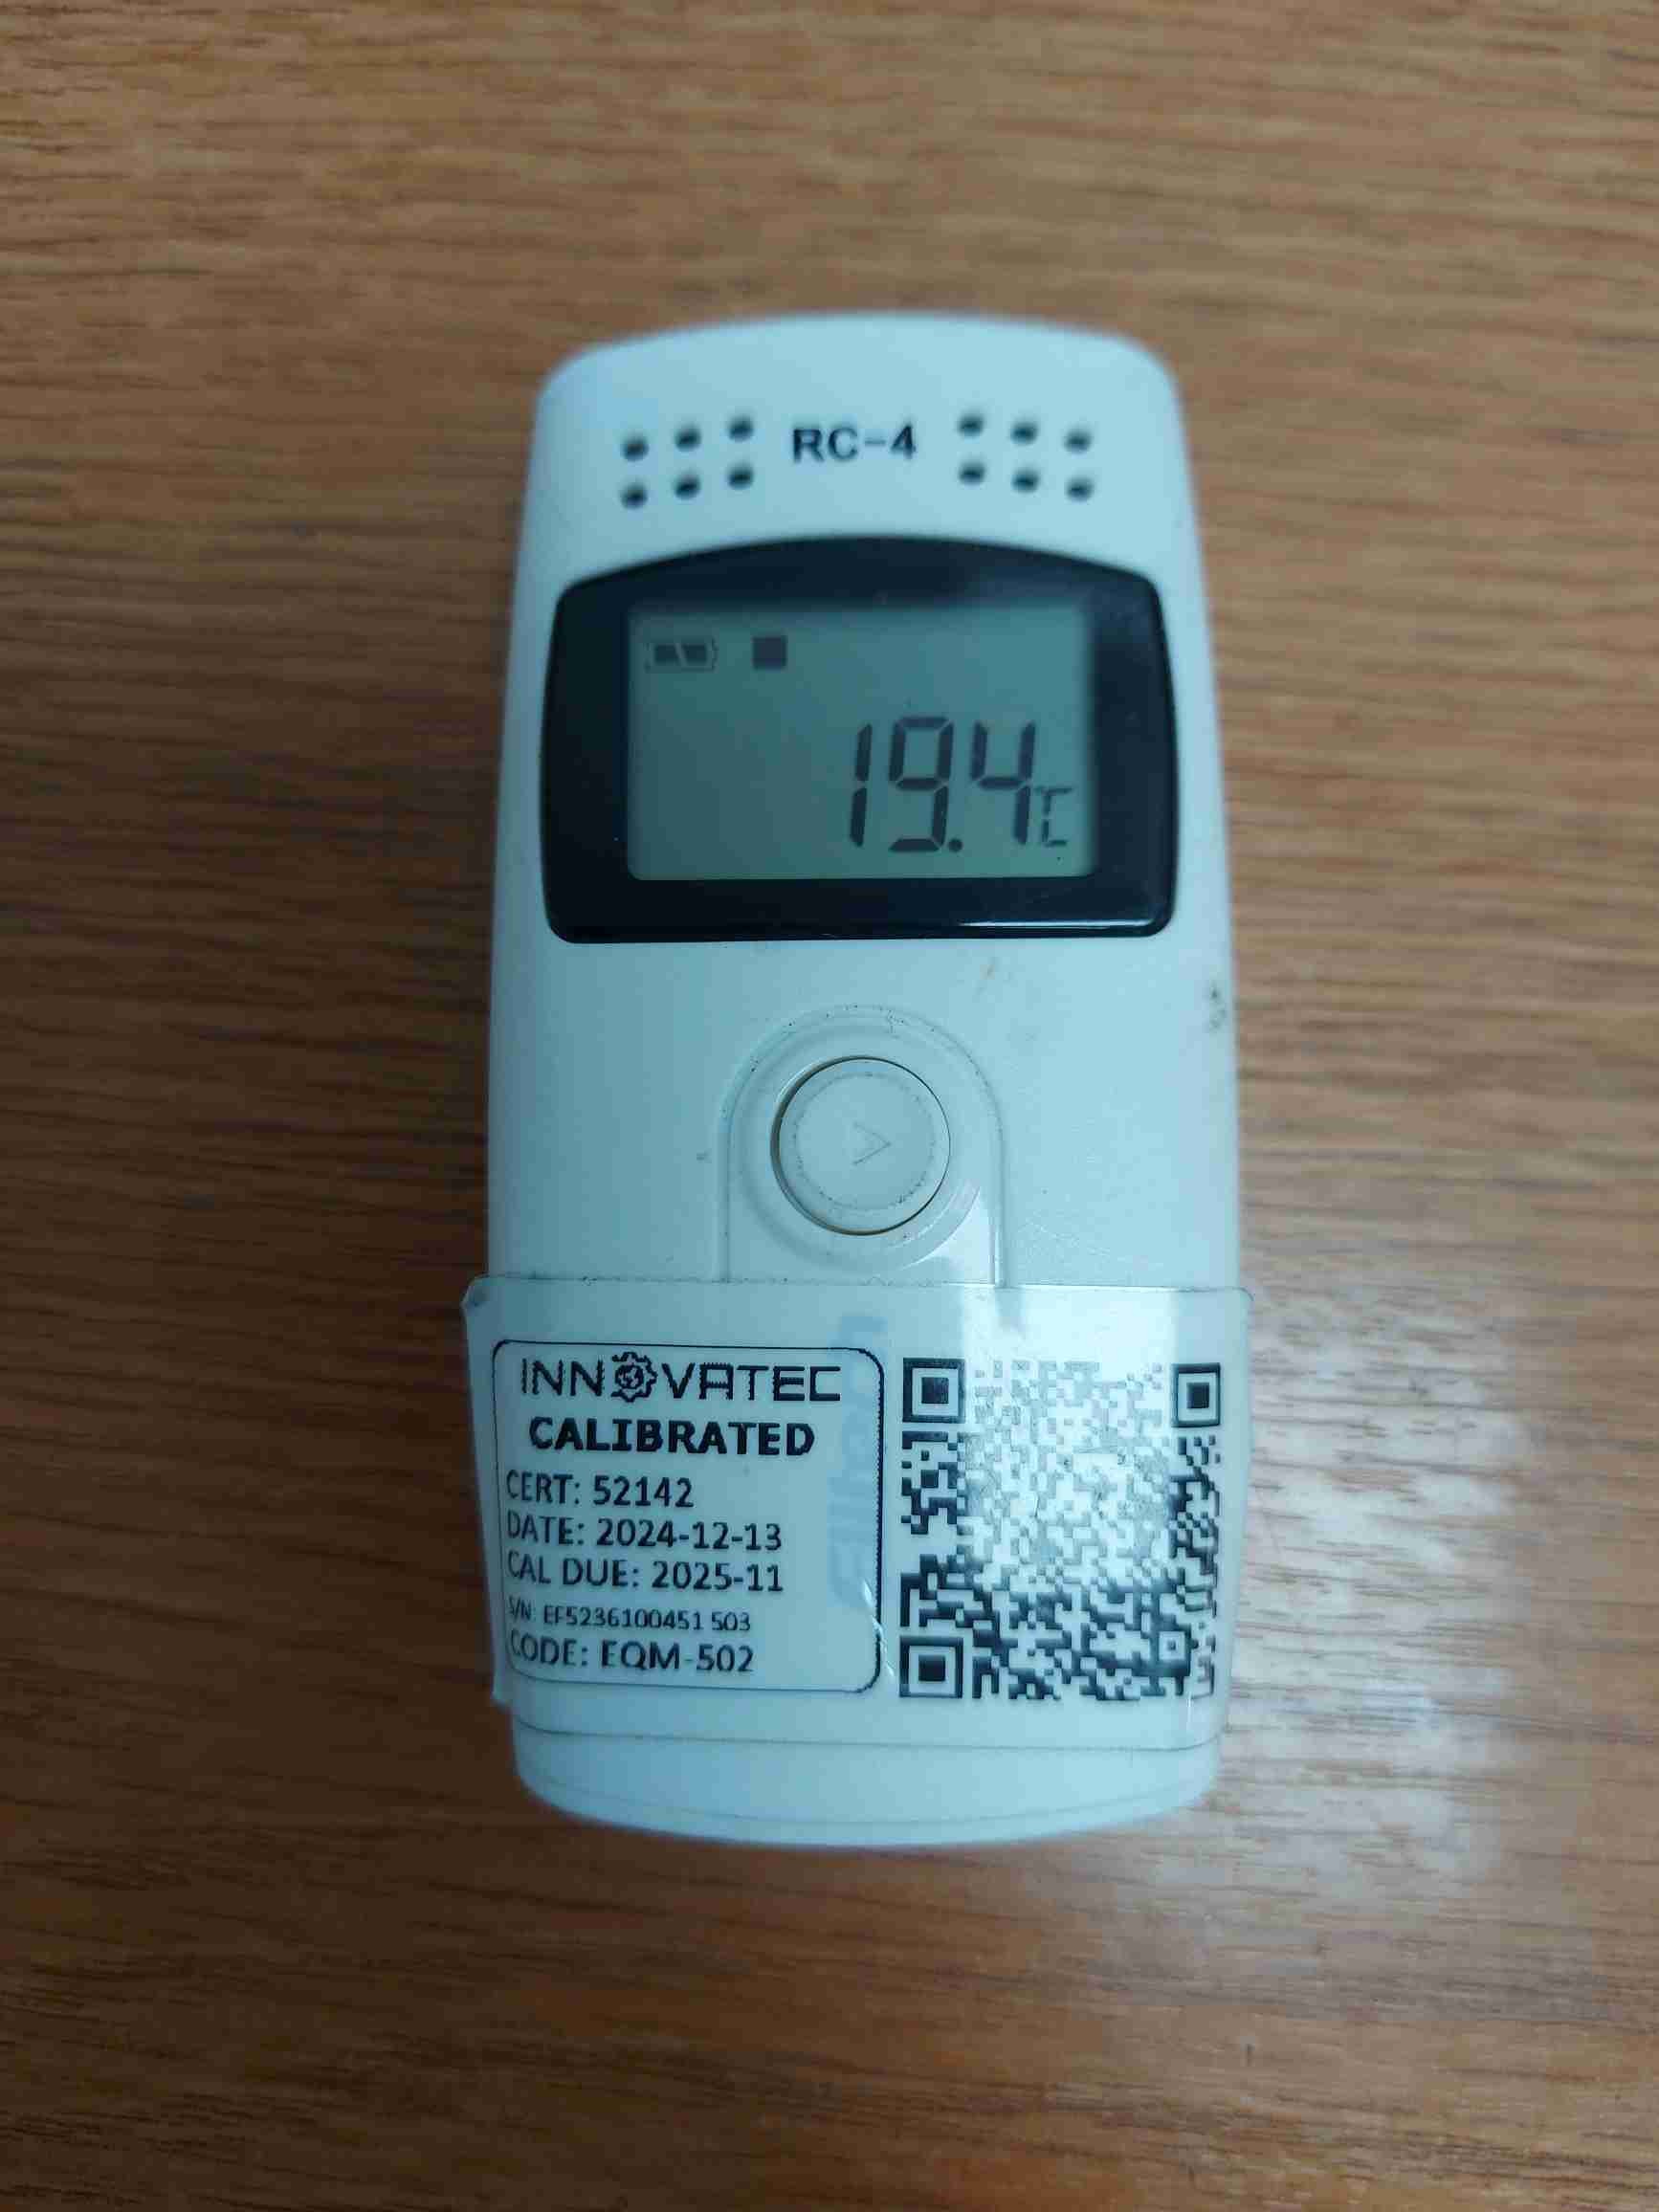 RC-4
19.4℃
INNOVATEC
CALIBRATED
CERT: 52142
DATE: 2024-12-13
CAL DUE: 2025-11
S/N: EF5236100451 503
CODE: EQM-502